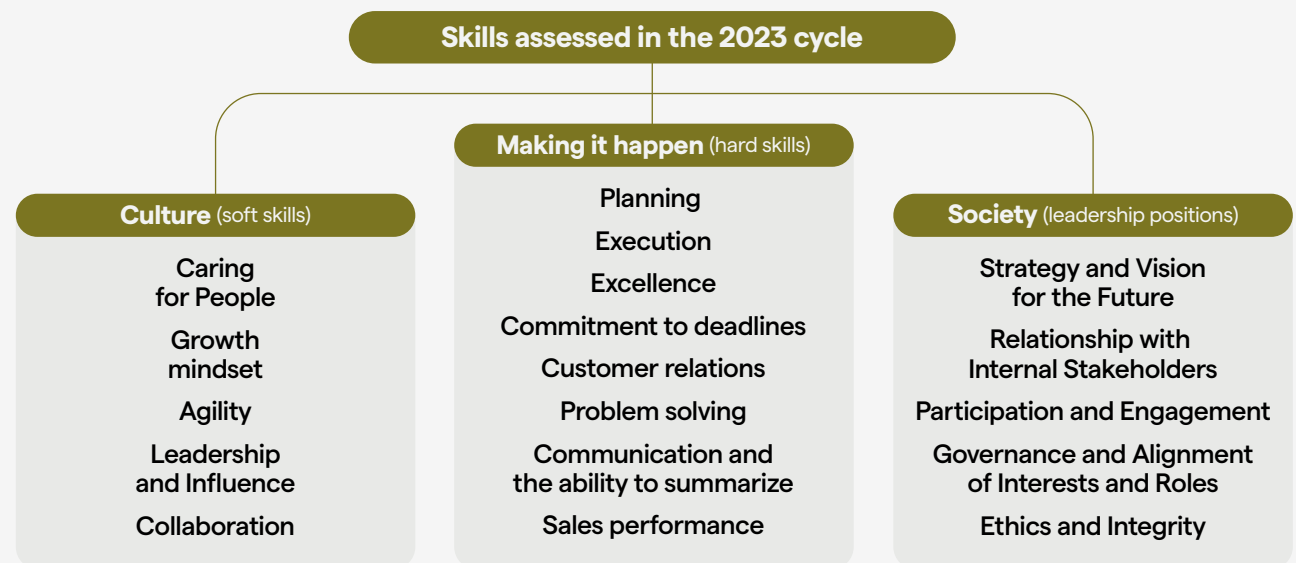 Skills assessed in the 2023 cycle
Culture (soft skills)
Caring
for People
Growth
mindset
Agility
Leadership
and Influence
Collaboration
Making it happen (hard skills)
Planning
Execution
Excellence
Commitment to deadlines
Customer relations
Problem solving
Communication and
the ability to summarize
Sales performance
Society (leadership positions)
Strategy and Vision
for the Future
Relationship with
Internal Stakeholders
Participation and Engagement
Governance and Alignment
of Interests and Roles
Ethics and Integrity